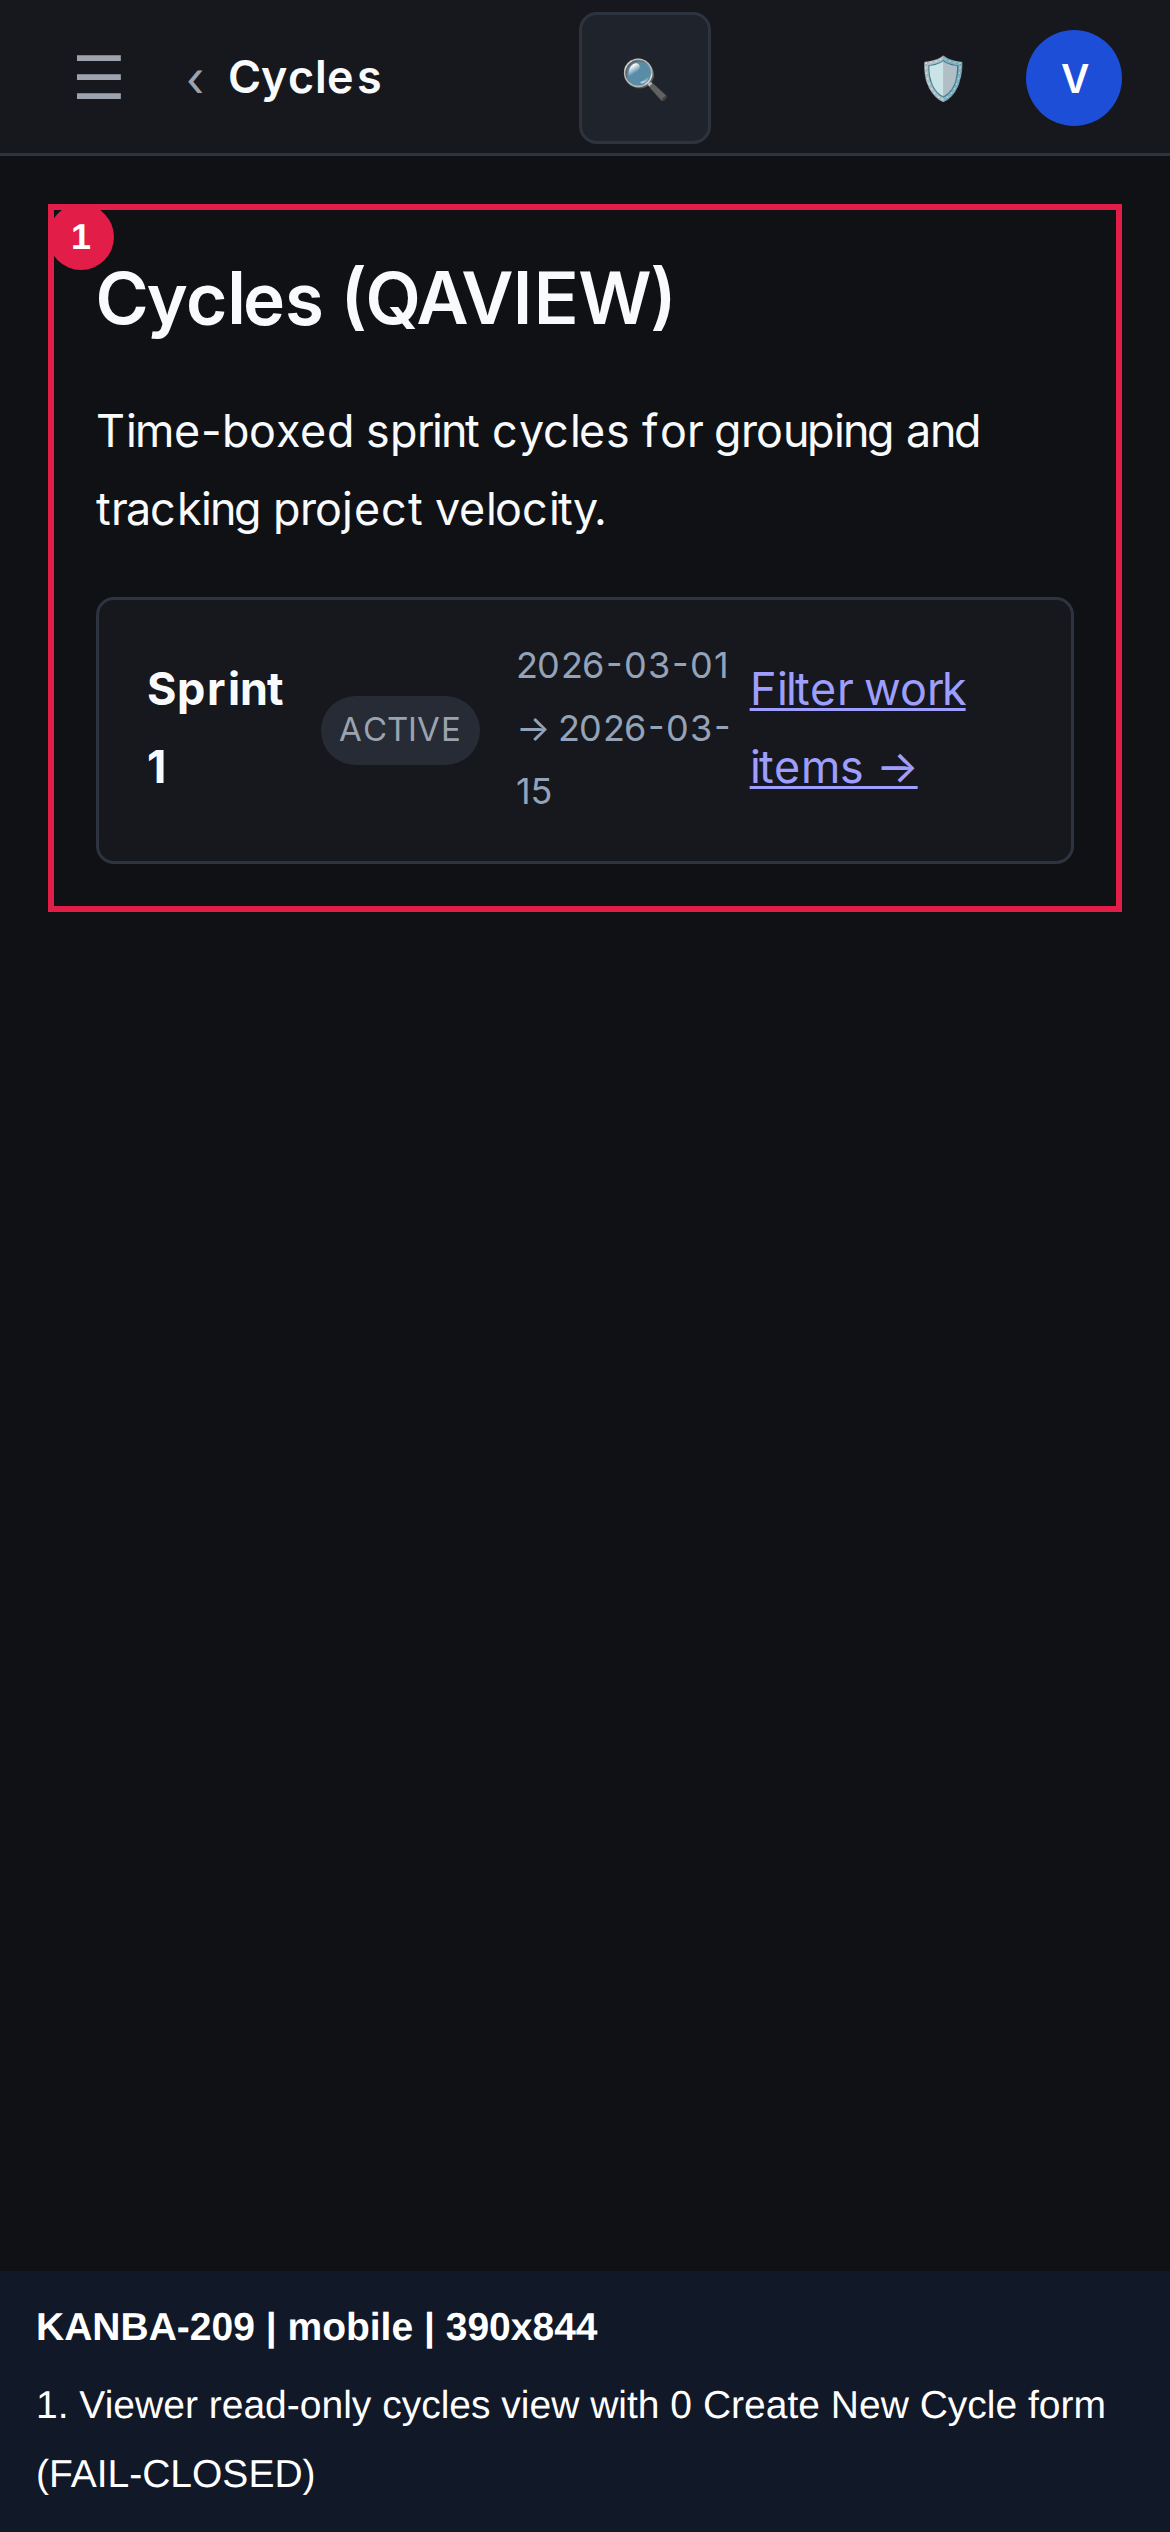 ☰ ‹ Cycles 🔍 🛡️ V
1
Cycles (QAVIEW)
Time-boxed sprint cycles for grouping and
tracking project velocity.
Sprint
1
ACTIVE
2026-03-01
→ 2026-03-
15
Filter work
items →
KANBA-209 | mobile | 390x844
1. Viewer read-only cycles view with 0 Create New Cycle form
(FAIL-CLOSED)